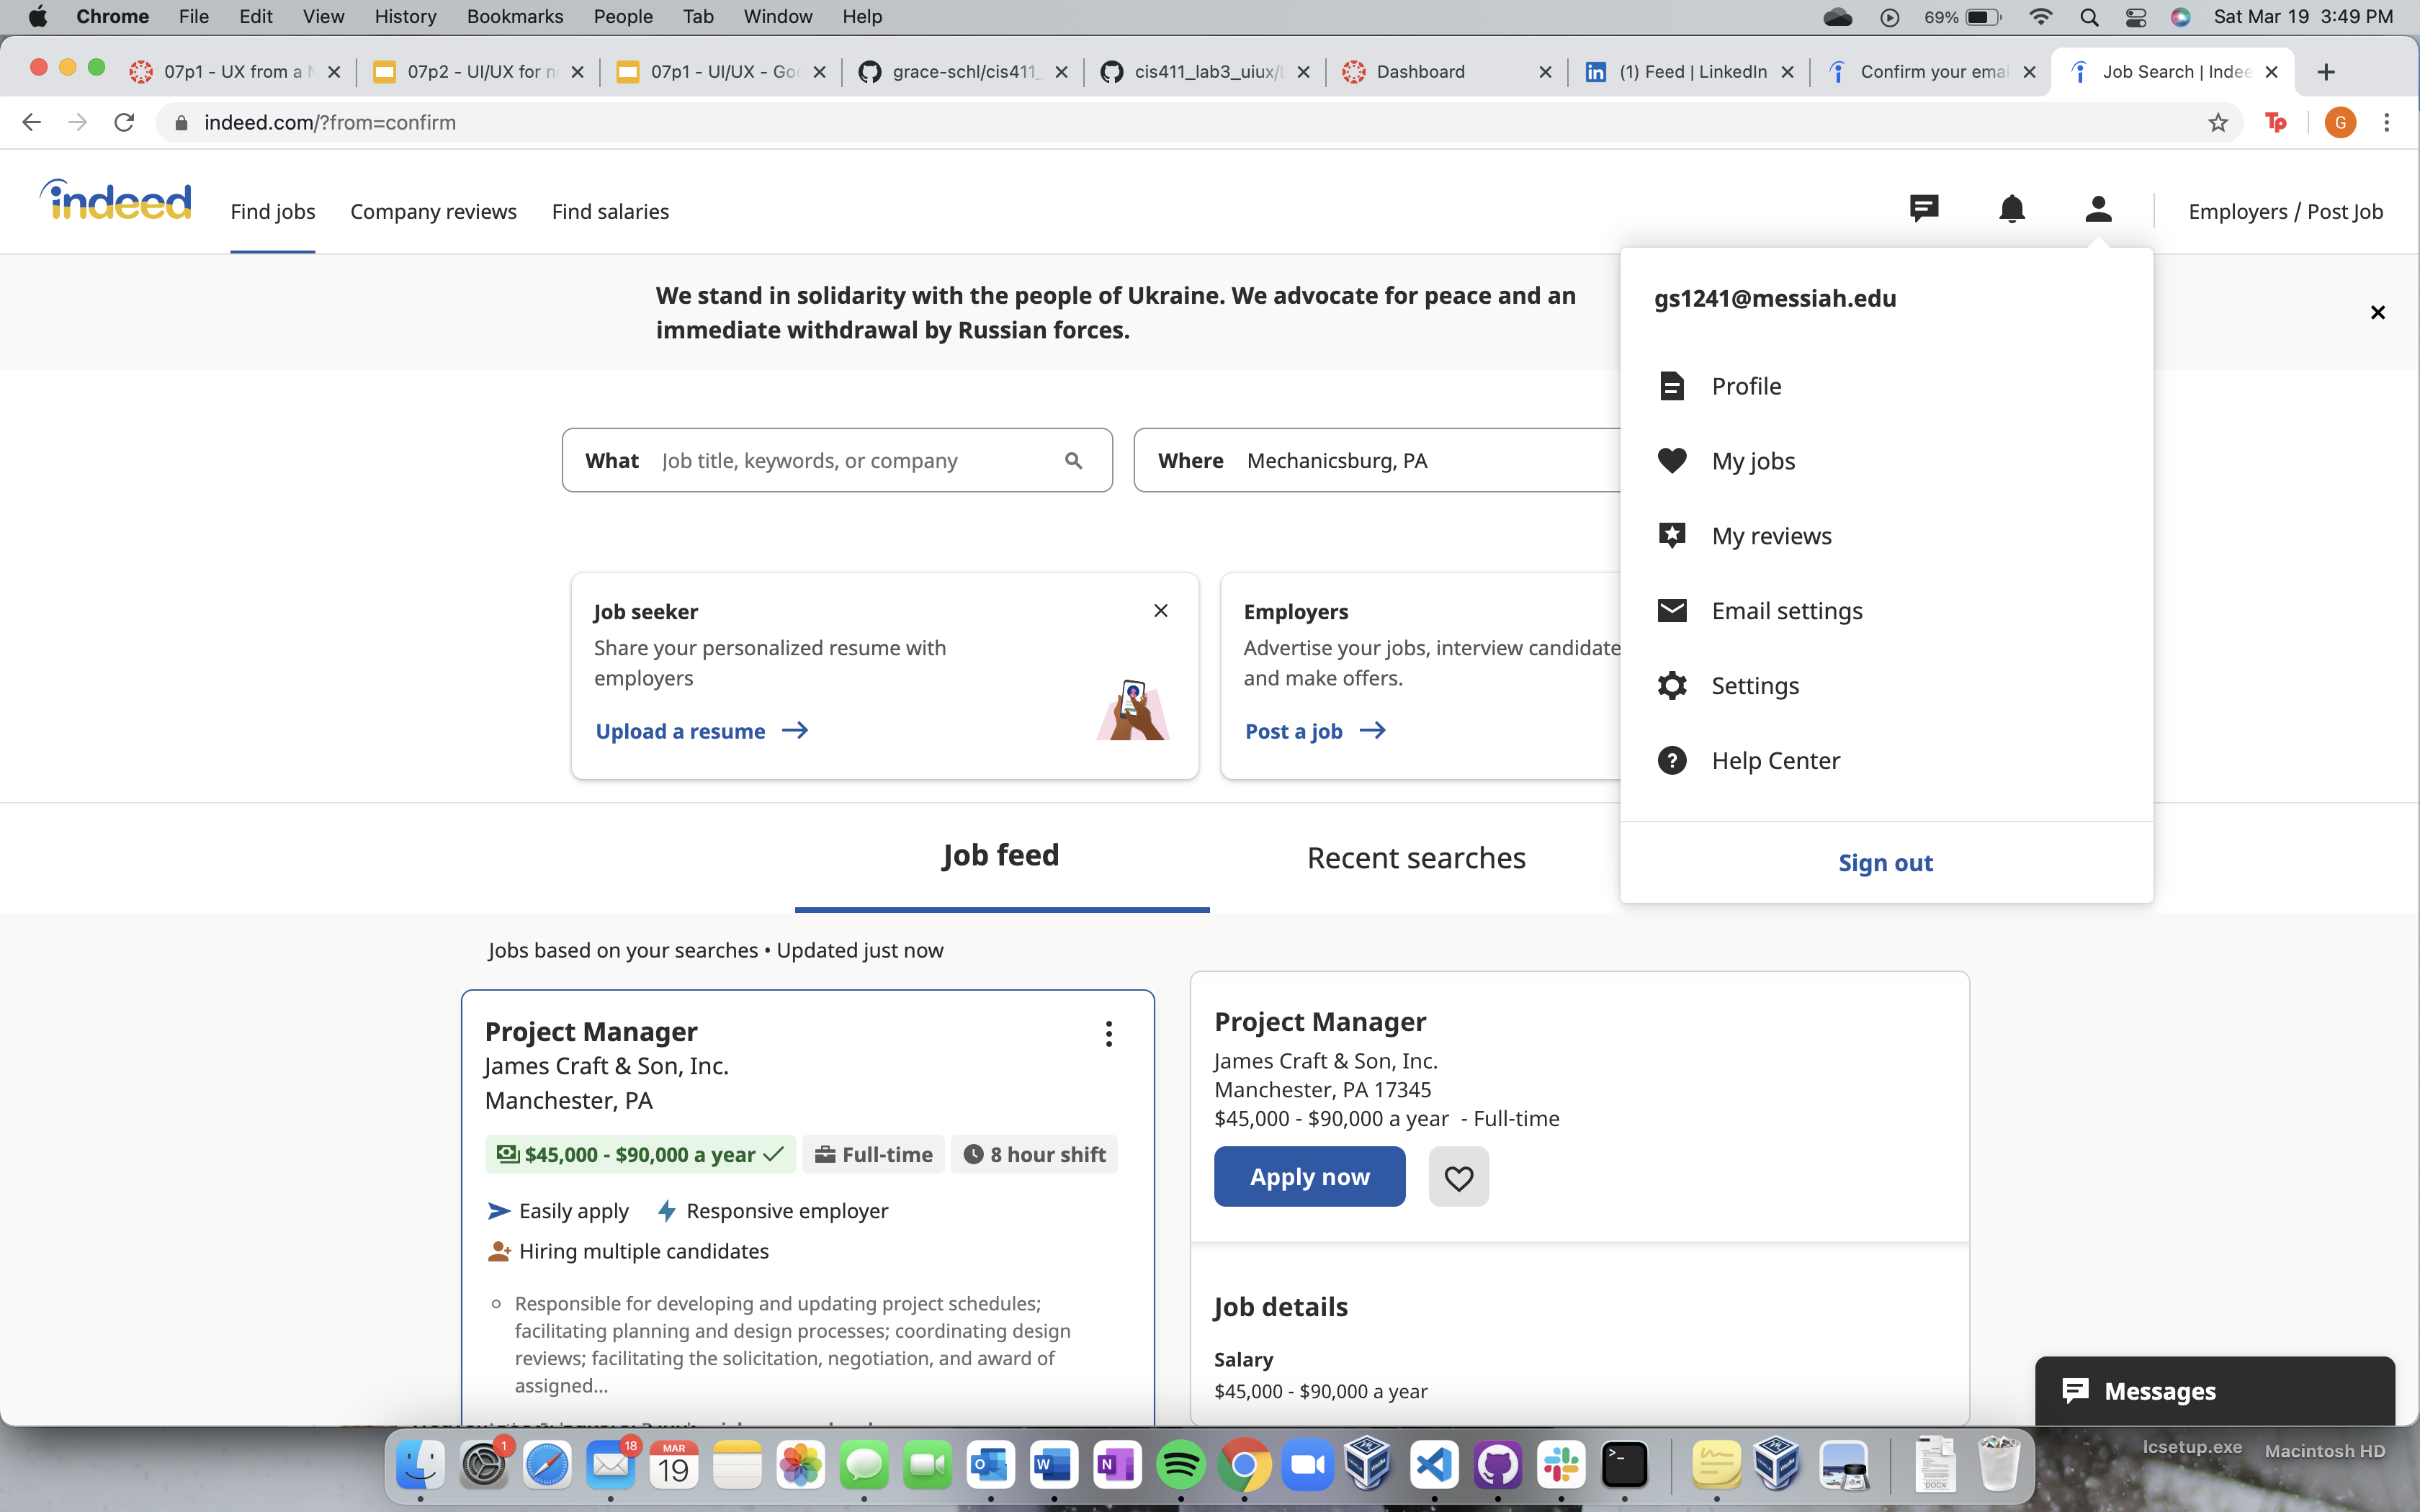 Chrome File Edit View History Bookmarks People Tab Window Help
69% Sat Mar 19 3:49 PM
07p1 - UX from a N
07p2 - UI/UX for n
07p1 - UI/UX - Goo
grace-schl/cis411_
cis411_lab3_uiux/
Dashboard
(1) Feed | LinkedIn
Confirm your emai
Job Search | Indee
indeed.com/?from=confirm
Tp
G
indeed
Find jobs Company reviews Find salaries
Employers / Post Job
We stand in solidarity with the people of Ukraine. We advocate for peace and an
immediate withdrawal by Russian forces.
gs1241@messiah.edu
Profile
My jobs
My reviews
Email settings
Settings
Help Center
Sign out
What Job title, keywords, or company
Where Mechanicsburg, PA
Job seeker
Share your personalized resume with
employers
Upload a resume
Employers
Advertise your jobs, interview candidate
and make offers.
Post a job
Job feed
Recent searches
Jobs based on your searches • Updated just now
Project Manager
James Craft & Son, Inc.
Manchester, PA
$45,000 - $90,000 a year
Full-time
8 hour shift
Easily apply
Responsive employer
Hiring multiple candidates
Responsible for developing and updating project schedules;
facilitating planning and design processes; coordinating design
reviews; facilitating the solicitation, negotiation, and award of
assigned...
Project Manager
James Craft & Son, Inc.
Manchester, PA 17345
$45,000 - $90,000 a year - Full-time
Apply now
Job details
Salary
$45,000 - $90,000 a year
Messages
1
18
MAR
19
DOCX
lcsetup.exe
Macintosh HD